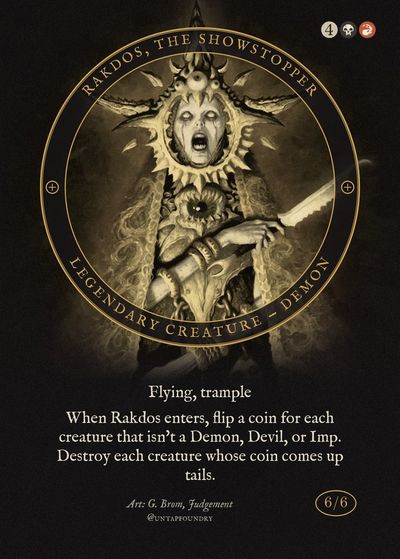 4
RAKDOS, THE SHOWSTOPPER
LEGENDARY CREATURE – DEMON
Flying, trample
When Rakdos enters, flip a coin for each
creature that isn't a Demon, Devil, or Imp.
Destroy each creature whose coin comes up
tails.
Art: G. Brom, Judgement
@UNTAPFOUNDRY
6/6